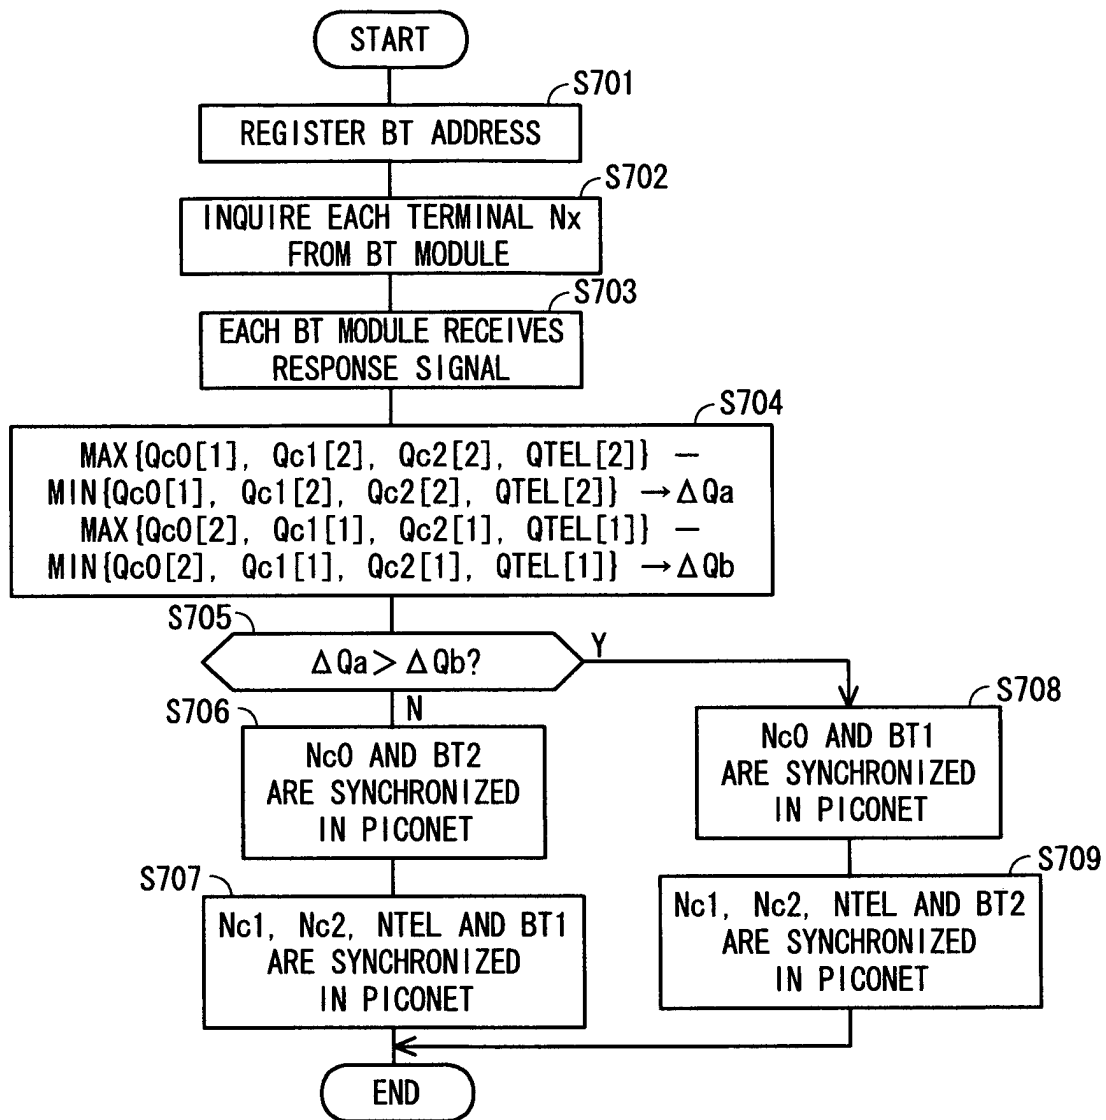 START
S701
REGISTER BT ADDRESS
S702
INQUIRE EACH TERMINAL Nx
FROM BT MODULE
S703
EACH BT MODULE RECEIVES
RESPONSE SIGNAL
S704
MAX{Qc0[1], Qc1[2], Qc2[2], QTEL[2]} −
MIN{Qc0[1], Qc1[2], Qc2[2], QTEL[2]} →ΔQa
MAX{Qc0[2], Qc1[1], Qc2[1], QTEL[1]} −
MIN{Qc0[2], Qc1[1], Qc2[1], QTEL[1]} →ΔQb
S705
ΔQa＞ΔQb?
Y
N
S706
Nc0 AND BT2
ARE SYNCHRONIZED
IN PICONET
S707
Nc1, Nc2, NTEL AND BT1
ARE SYNCHRONIZED
IN PICONET
S708
Nc0 AND BT1
ARE SYNCHRONIZED
IN PICONET
S709
Nc1, Nc2, NTEL AND BT2
ARE SYNCHRONIZED
IN PICONET
END